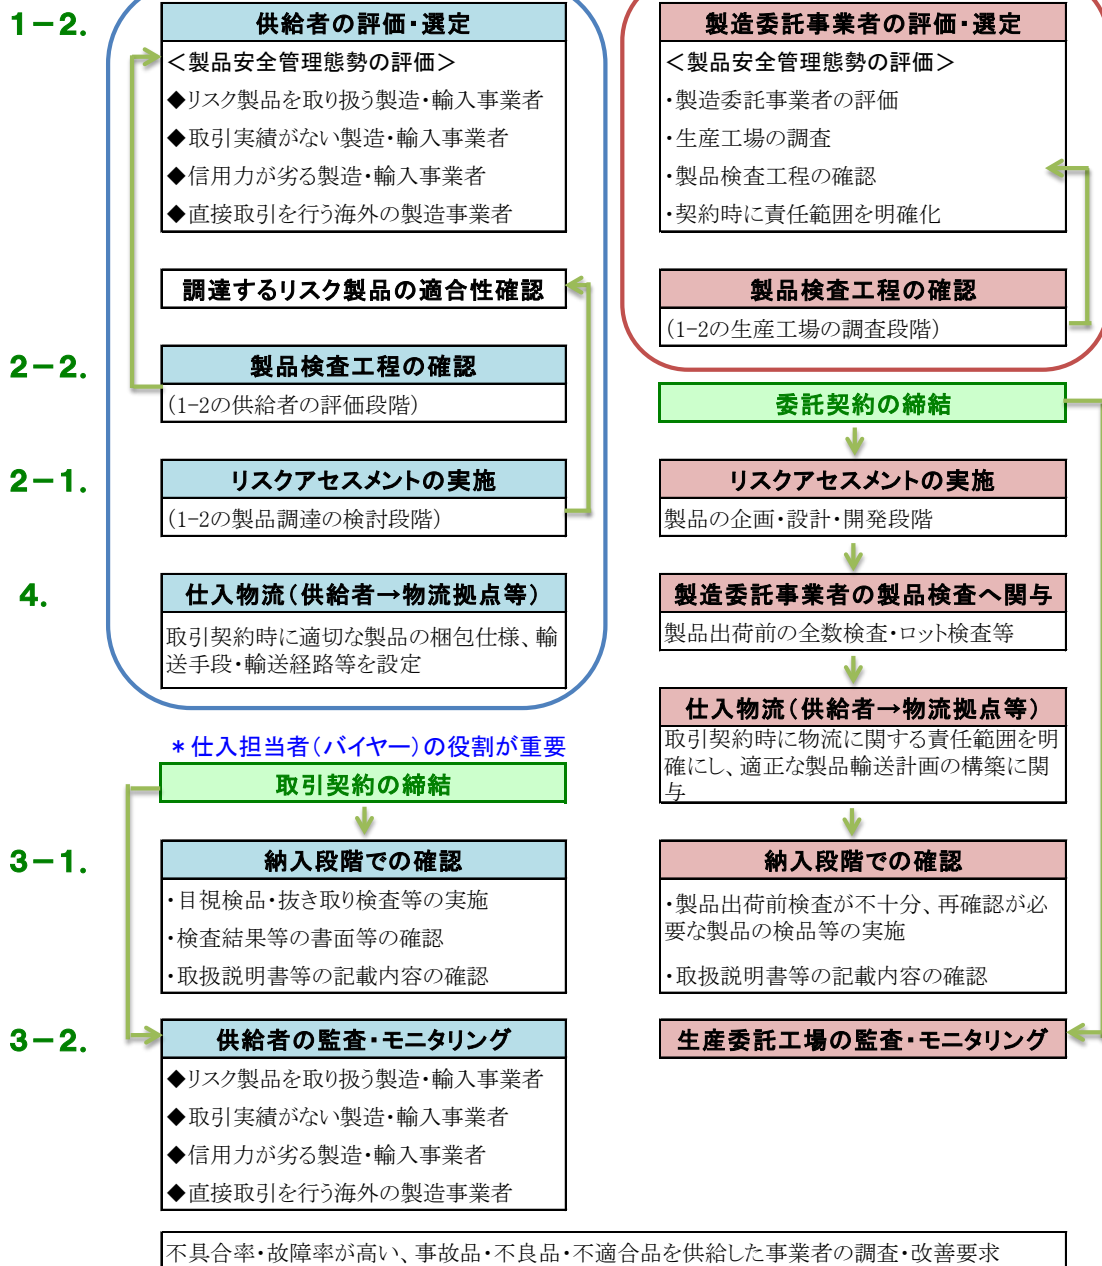 1-2.
供給者の評価・選定
<製品安全管理態勢の評価>
◆リスク製品を取り扱う製造・輸入事業者
◆取引実績がない製造・輸入事業者
◆信用力が劣る製造・輸入事業者
◆直接取引を行う海外の製造事業者
調達するリスク製品の適合性確認
2-2.
製品検査工程の確認
(1-2の供給者の評価段階)
2-1.
リスクアセスメントの実施
(1-2の製品調達の検討段階)
4.
仕入物流(供給者→物流拠点等)
取引契約時に適切な製品の梱包仕様、輸
送手段・輸送経路等を設定
*仕入担当者(バイヤー)の役割が重要
取引契約の締結
3-1.
納入段階での確認
・目視検品・抜き取り検査等の実施
・検査結果等の書面等の確認
・取扱説明書等の記載内容の確認
3-2.
供給者の監査・モニタリング
◆リスク製品を取り扱う製造・輸入事業者
◆取引実績がない製造・輸入事業者
◆信用力が劣る製造・輸入事業者
◆直接取引を行う海外の製造事業者
製造委託事業者の評価・選定
<製品安全管理態勢の評価>
・製造委託事業者の評価
・生産工場の調査
・製品検査工程の確認
・契約時に責任範囲を明確化
製品検査工程の確認
(1-2の生産工場の調査段階)
委託契約の締結
リスクアセスメントの実施
製品の企画・設計・開発段階
製造委託事業者の製品検査へ関与
製品出荷前の全数検査・ロット検査等
仕入物流(供給者→物流拠点等)
取引契約時に物流に関する責任範囲を明
確にし、適正な製品輸送計画の構築に関
与
納入段階での確認
・製品出荷前検査が不十分、再確認が必
要な製品の検品等の実施
・取扱説明書等の記載内容の確認
生産委託工場の監査・モニタリング
不具合率・故障率が高い、事故品・不良品・不適合品を供給した事業者の調査・改善要求